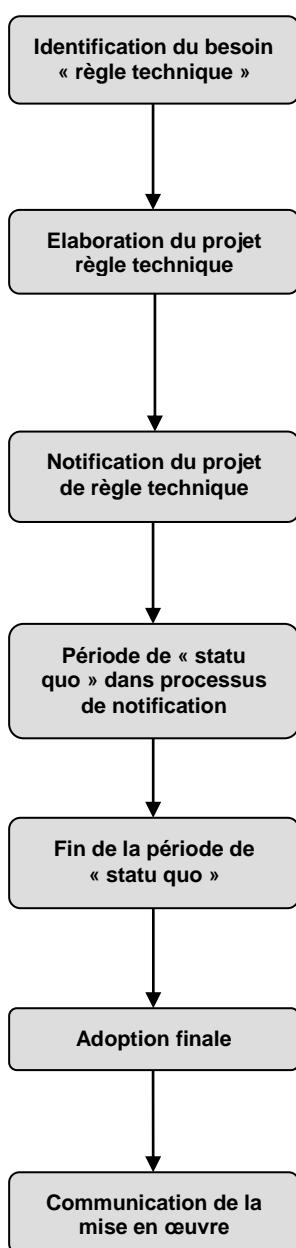 Identification du besoin
« règle technique »
Elaboration du projet
règle technique
Notification du projet
de règle technique
Période de « statu
quo » dans processus
de notification
Fin de la période de
« statu quo »
Adoption finale
Communication de la
mise en œuvre